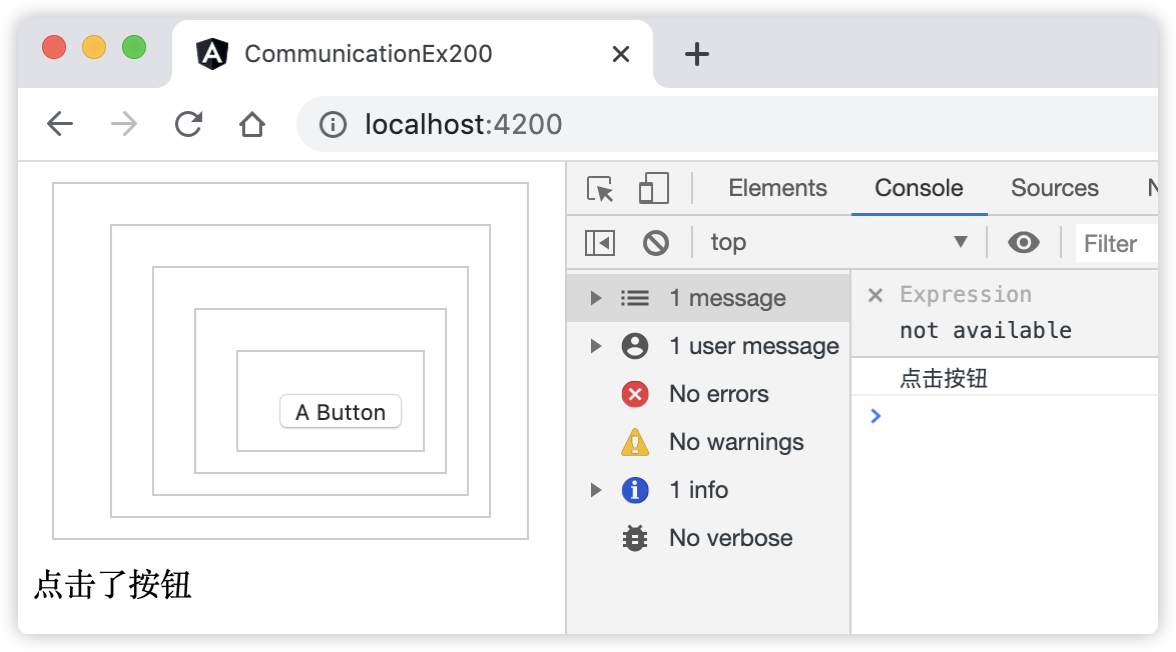 CommunicationEx200
localhost:4200
Elements Console Sources
top Filter
1 message
1 user message
No errors
No warnings
1 info
No verbose
Expression
not available
点击按钮
A Button
点击了按钮